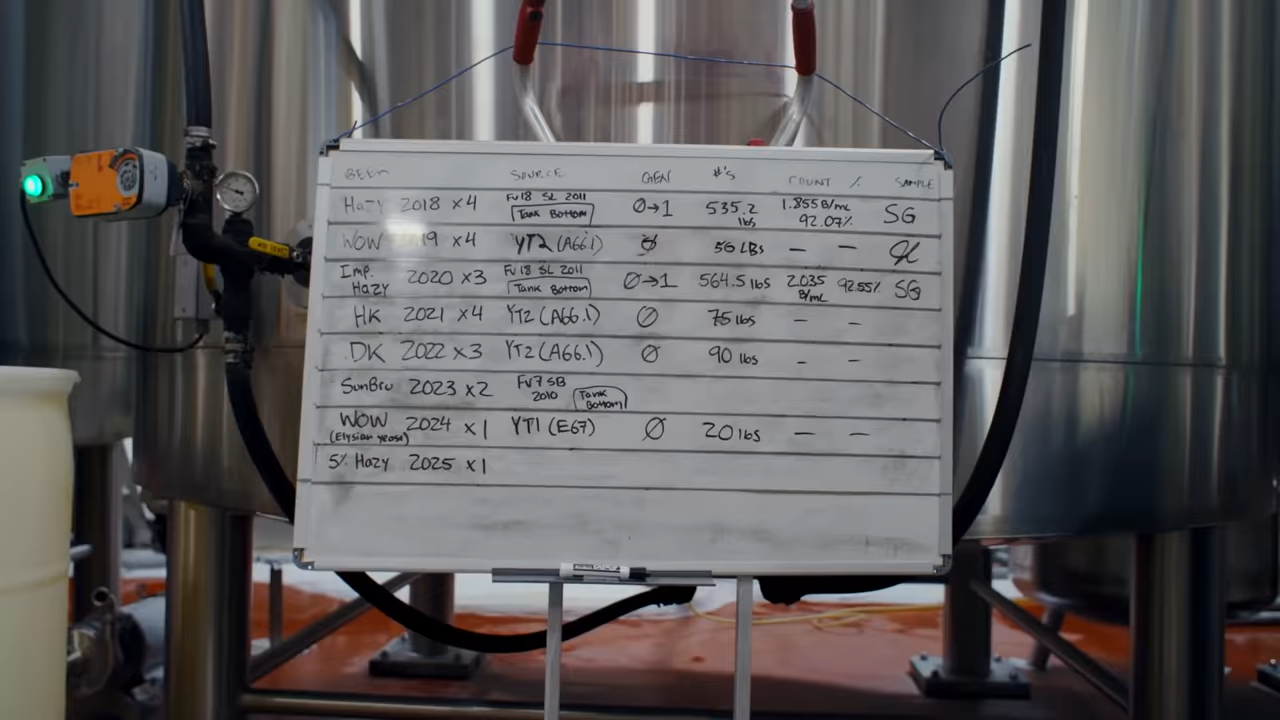 BEER SOURCE GEN #'S COUNT % SAMPLE
HAZY 2018 x4 FV18 SL 2011 Tank Bottom Ø→1 535.2 lbs 1.855 B/mL 92.07% SG
WOW 19 x4 YT2 (A66.1) Ø 50 LBs — —
Imp. Hazy 2020 x3 FV18 SL 2011 Tank Bottom Ø→1 564.5 lbs 2.035 B/mL 92.55% SG
HK 2021 x4 YT2 (A66.1) Ø 75 lbs — —
DK 2022 x3 YT2 (A66.1) Ø 90 lbs — —
SunBru 2023 x2 FV7 SB 2010 Tank Bottom
WOW (Elysian yeast) 2024 x1 YT1 (E67) Ø 20 lbs — —
5% Hazy 2025 x1